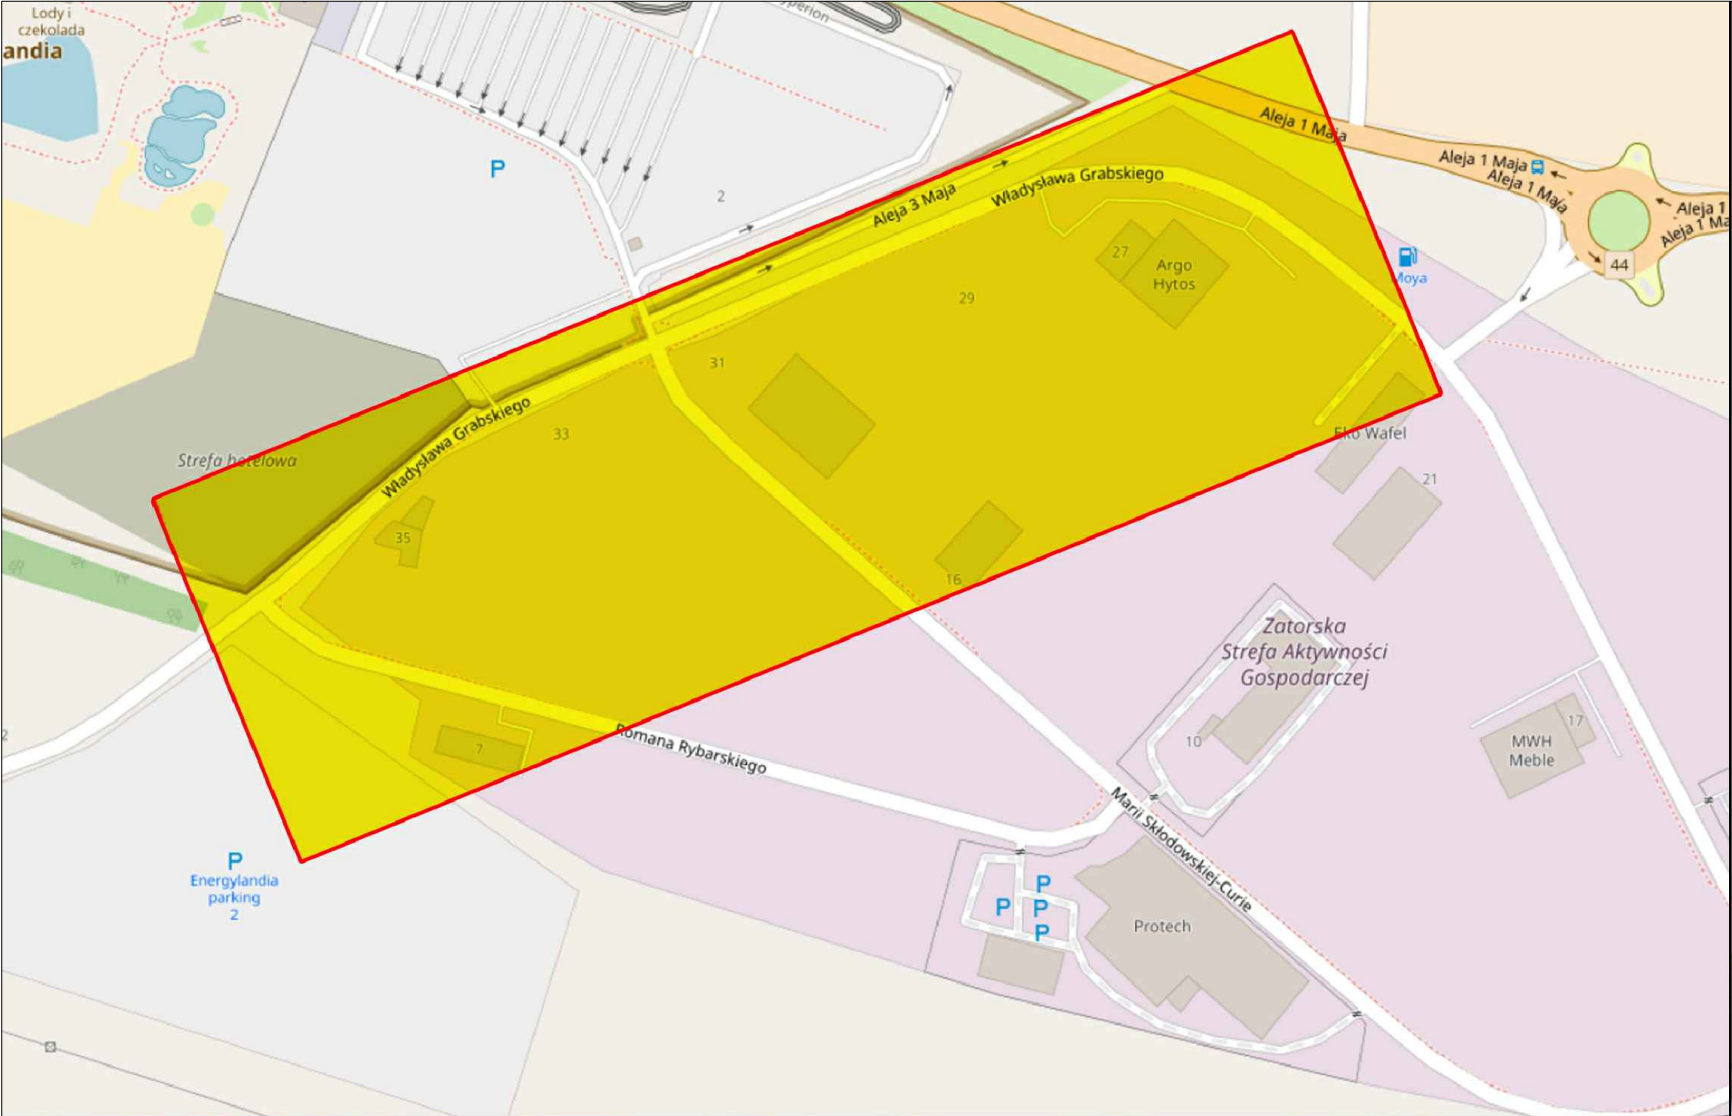 Lody i
czekolada
andia
P
2
Aleja 3 Maja
Władysława Grabskiego
Aleja 1 Maja
Aleja 1 Maja
Aleja 1 Maja
Aleja 1
Aleja 1 Ma
44
Moya
27
Argo
Hytos
29
31
33
Władysława Grabskiego
Strefa hotelowa
35
Eko Wafel
21
16
Zatorska
Strefa Aktywności
Gospodarczej
10
17
MWH
Meble
2
7
Romana Rybarskiego
Marii Skłodowskiej-Curie
P
Energylandia
parking
2
P
P
P
P
Protech